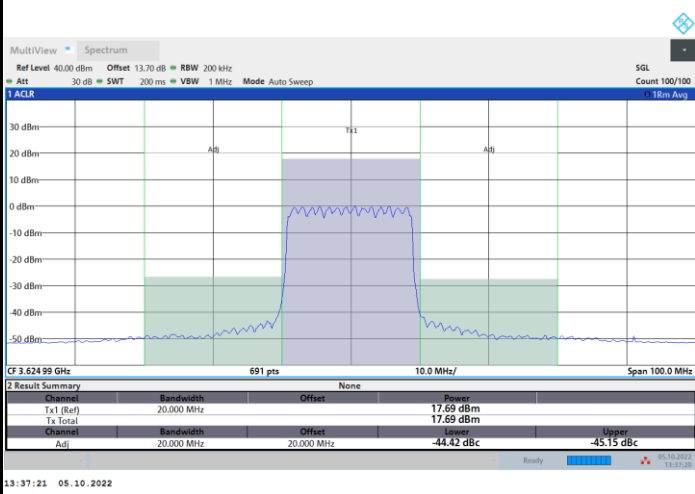 MultiView Spectrum
Ref Level 40.00 dBm Offset 13.70 dB RBW 200 kHz SGL
Att 30 dB SWT 200 ms VBW 1 MHz Mode Auto Sweep Count 100/100
1 ACLR 1Rm Avg
30 dBm
Tx1
20 dBm Adj Adj
10 dBm
0 dBm
-10 dBm
-20 dBm
-30 dBm
-40 dBm
-50 dBm
CF 3.624 99 GHz 691 pts 10.0 MHz/ Span 100.0 MHz
2 Result Summary None
Channel Bandwidth Offset Power
Tx1 (Ref) 20.000 MHz 17.69 dBm
Tx Total 17.69 dBm
Channel Bandwidth Offset Lower Upper
Adj 20.000 MHz 20.000 MHz -44.42 dBc -45.15 dBc
Ready 05.10.2022
13:37:20
13:37:21 05.10.2022